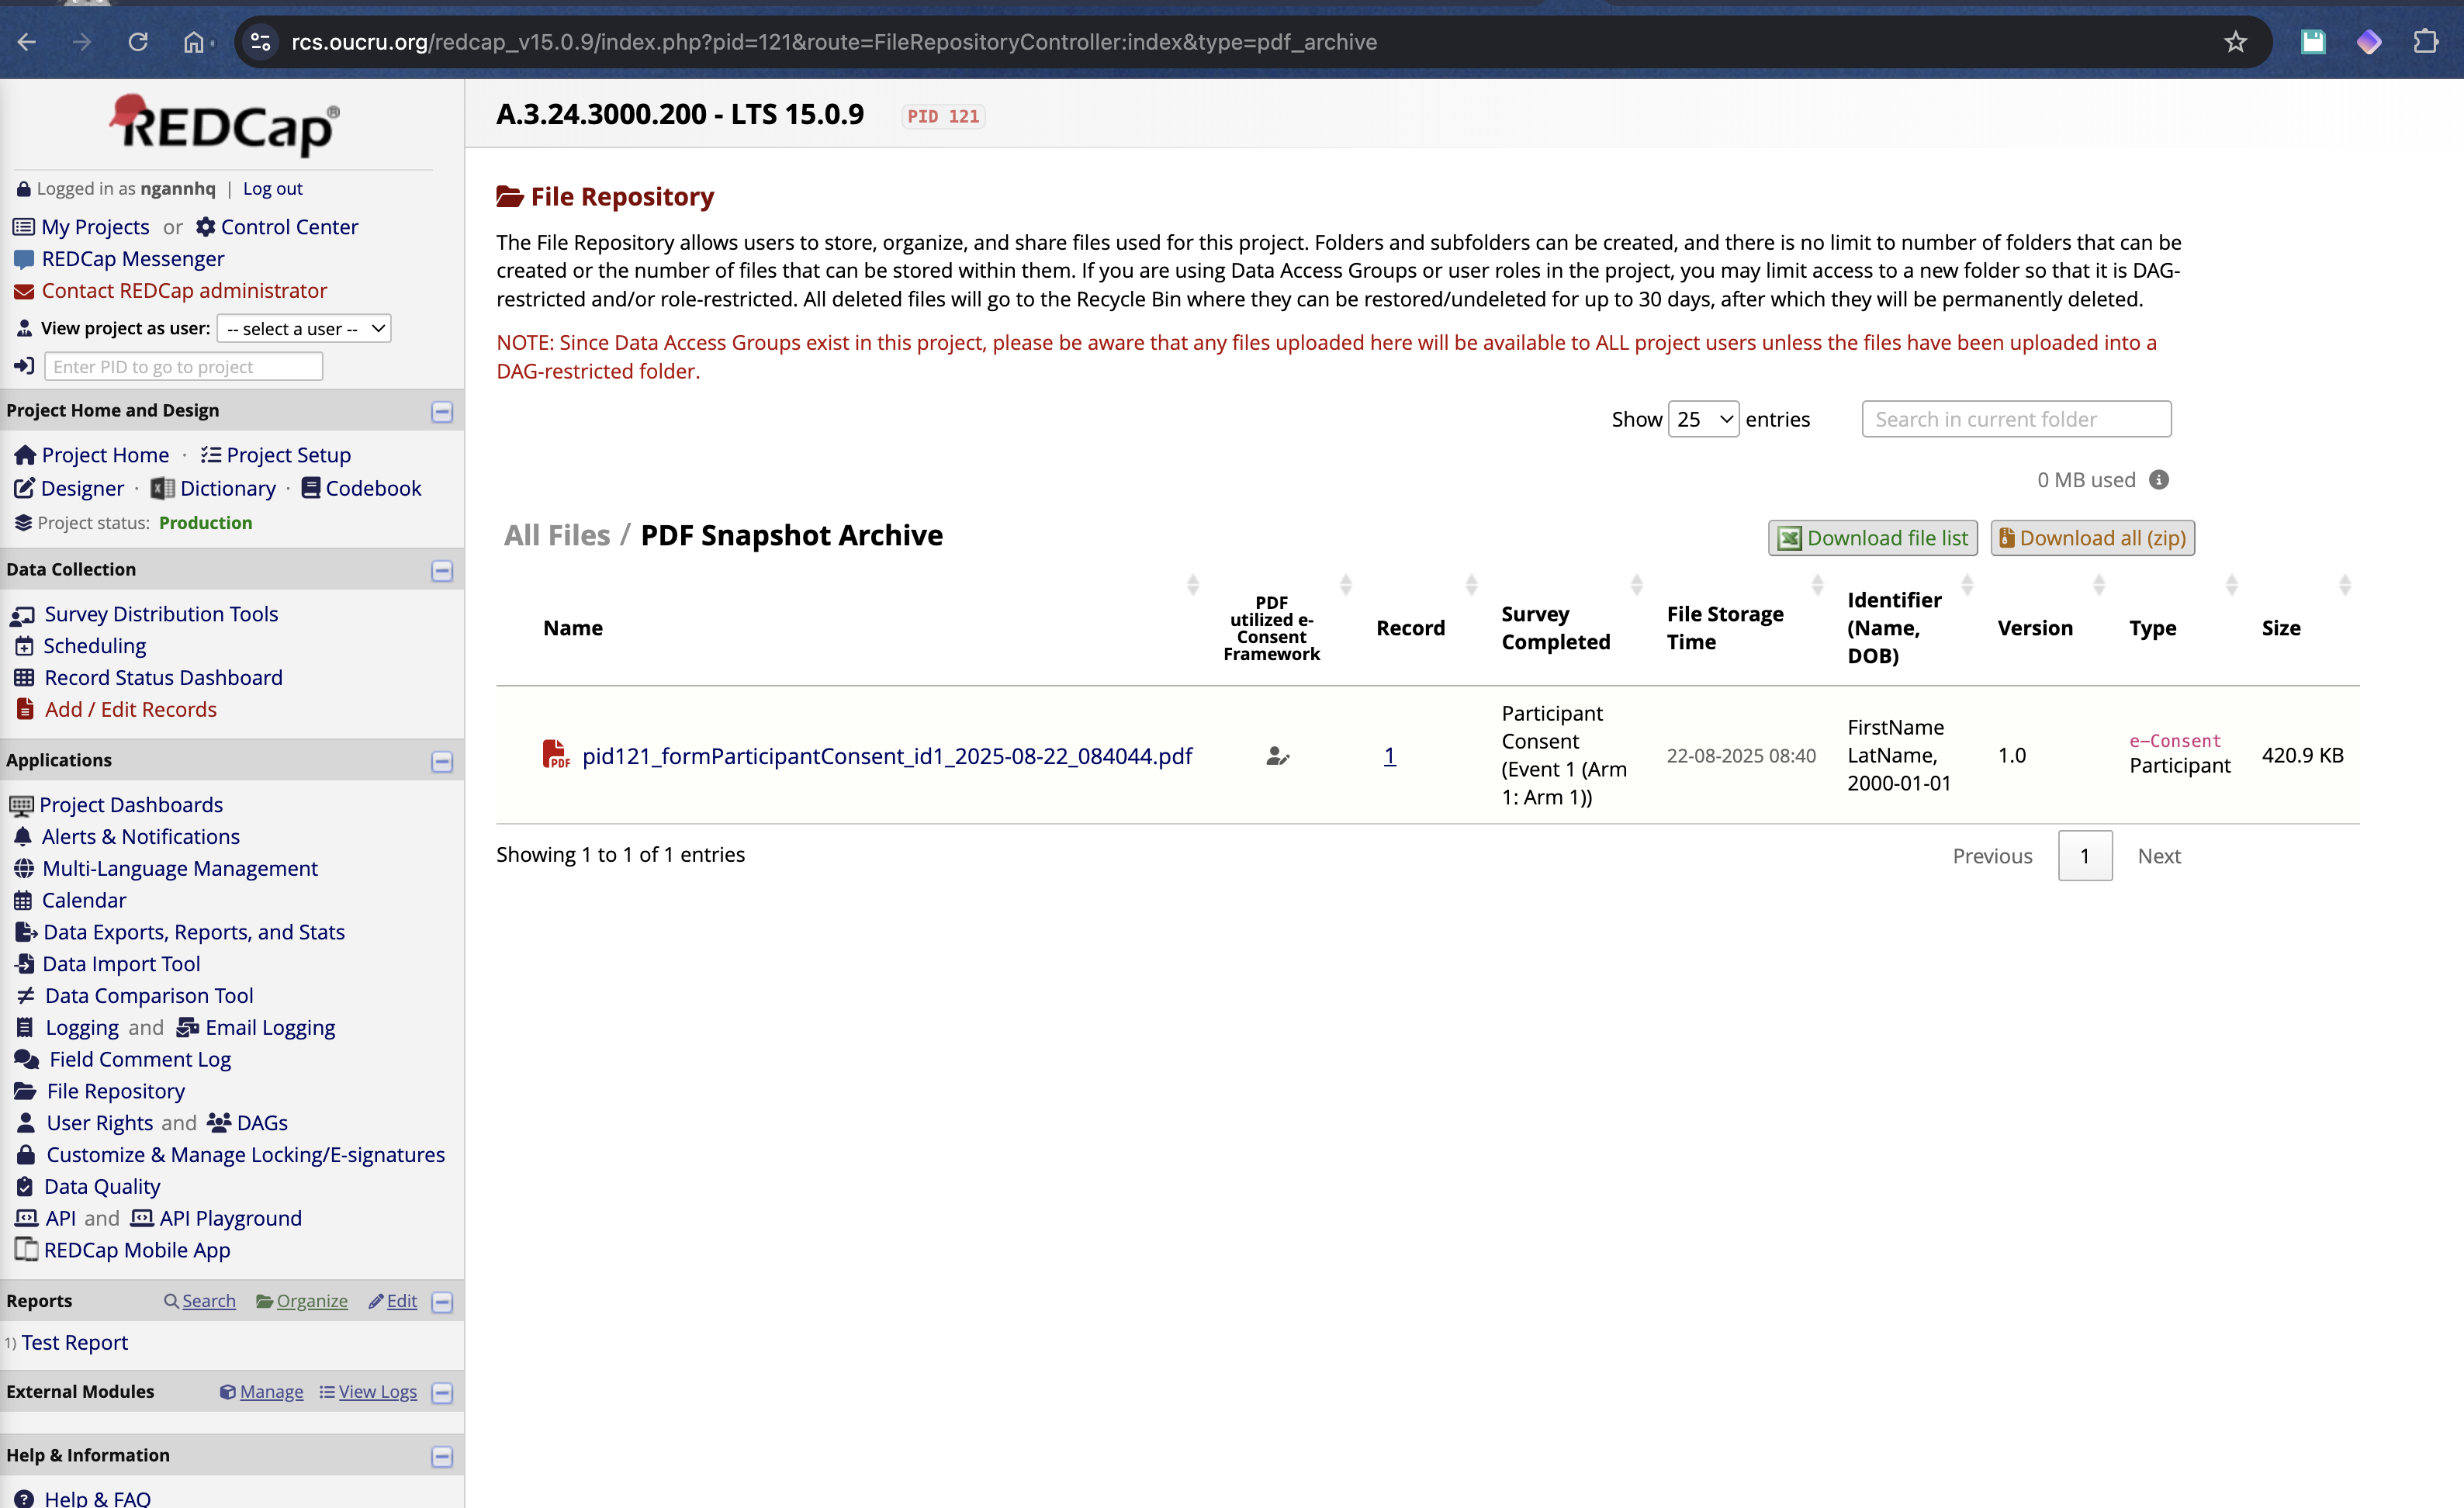 rcs.oucru.org/redcap_v15.0.9/index.php?pid=121&route=FileRepositoryController:index&type=pdf_archive
REDCap®
Logged in as ngannhq | Log out
My Projects or Control Center
REDCap Messenger
Contact REDCap administrator
View project as user: -- select a user --
Enter PID to go to project
Project Home and Design
Project Home · Project Setup
Designer · Dictionary · Codebook
Project status: Production
Data Collection
Survey Distribution Tools
Scheduling
Record Status Dashboard
Add / Edit Records
Applications
Project Dashboards
Alerts & Notifications
Multi-Language Management
Calendar
Data Exports, Reports, and Stats
Data Import Tool
Data Comparison Tool
Logging and Email Logging
Field Comment Log
File Repository
User Rights and DAGs
Customize & Manage Locking/E-signatures
Data Quality
API and API Playground
REDCap Mobile App
Reports Search Organize Edit
1) Test Report
External Modules Manage View Logs
Help & Information
Help & FAQ
A.3.24.3000.200 - LTS 15.0.9 PID 121
File Repository
The File Repository allows users to store, organize, and share files used for this project. Folders and subfolders can be created, and there is no limit to number of folders that can be
created or the number of files that can be stored within them. If you are using Data Access Groups or user roles in the project, you may limit access to a new folder so that it is DAG-
restricted and/or role-restricted. All deleted files will go to the Recycle Bin where they can be restored/undeleted for up to 30 days, after which they will be permanently deleted.
NOTE: Since Data Access Groups exist in this project, please be aware that any files uploaded here will be available to ALL project users unless the files have been uploaded into a
DAG-restricted folder.
Show 25 entries Search in current folder
0 MB used
All Files / PDF Snapshot Archive Download file list Download all (zip)
Name
PDF
utilized e-
Consent
Framework
Record
Survey
Completed
File Storage
Time
Identifier
(Name,
DOB)
Version
Type
Size
pid121_formParticipantConsent_id1_2025-08-22_084044.pdf
1
Participant
Consent
(Event 1 (Arm
1: Arm 1))
22-08-2025 08:40
FirstName
LatName,
2000-01-01
1.0
e-Consent
Participant
420.9 KB
Showing 1 to 1 of 1 entries
Previous 1 Next